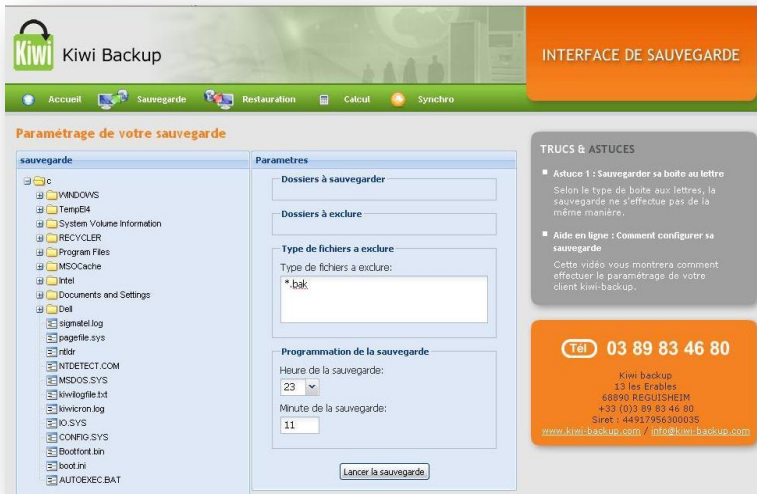 Kiwi
Kiwi Backup
INTERFACE DE SAUVEGARDE
Accueil
Sauvegarde
Restauration
Calcul
Synchro
Paramétrage de votre sauvegarde
sauvegarde
c
WINDOWS
TempEI4
System Volume Information
RECYCLER
Program Files
MSOCache
Intel
Documents and Settings
Dell
sigmatel.log
pagefile.sys
ntldr
NTDETECT.COM
MSDOS.SYS
kiwilogfile.txt
kiwicron.log
IO.SYS
CONFIG.SYS
Bootfont.bin
boot.ini
AUTOEXEC.BAT
Parametres
Dossiers à sauvegarder
Dossiers à exclure
Type de fichiers a exclure
Type de fichiers a exclure:
*.bak
Programmation de la sauvegarde
Heure de la sauvegarde:
23
Minute de la sauvegarde:
11
Lancer la sauvegarde
TRUCS & ASTUCES
Astuce 1 : Sauvegarder sa boite au lettre
Selon le type de boite aux lettres, la
sauvegarde ne s'effectue pas de la
même manière.
Aide en ligne : Comment configurer sa
sauvegarde
Cette vidéo vous montrera comment
effectuer le paramétrage de votre
client kiwi-backup.
Tél 03 89 83 46 80
Kiwi backup
13 les Erables
68890 REGUISHEIM
+33 (0)3 89 83 46 80
Siret : 44917956300035
www.kiwi-backup.com / info@kiwi-backup.com